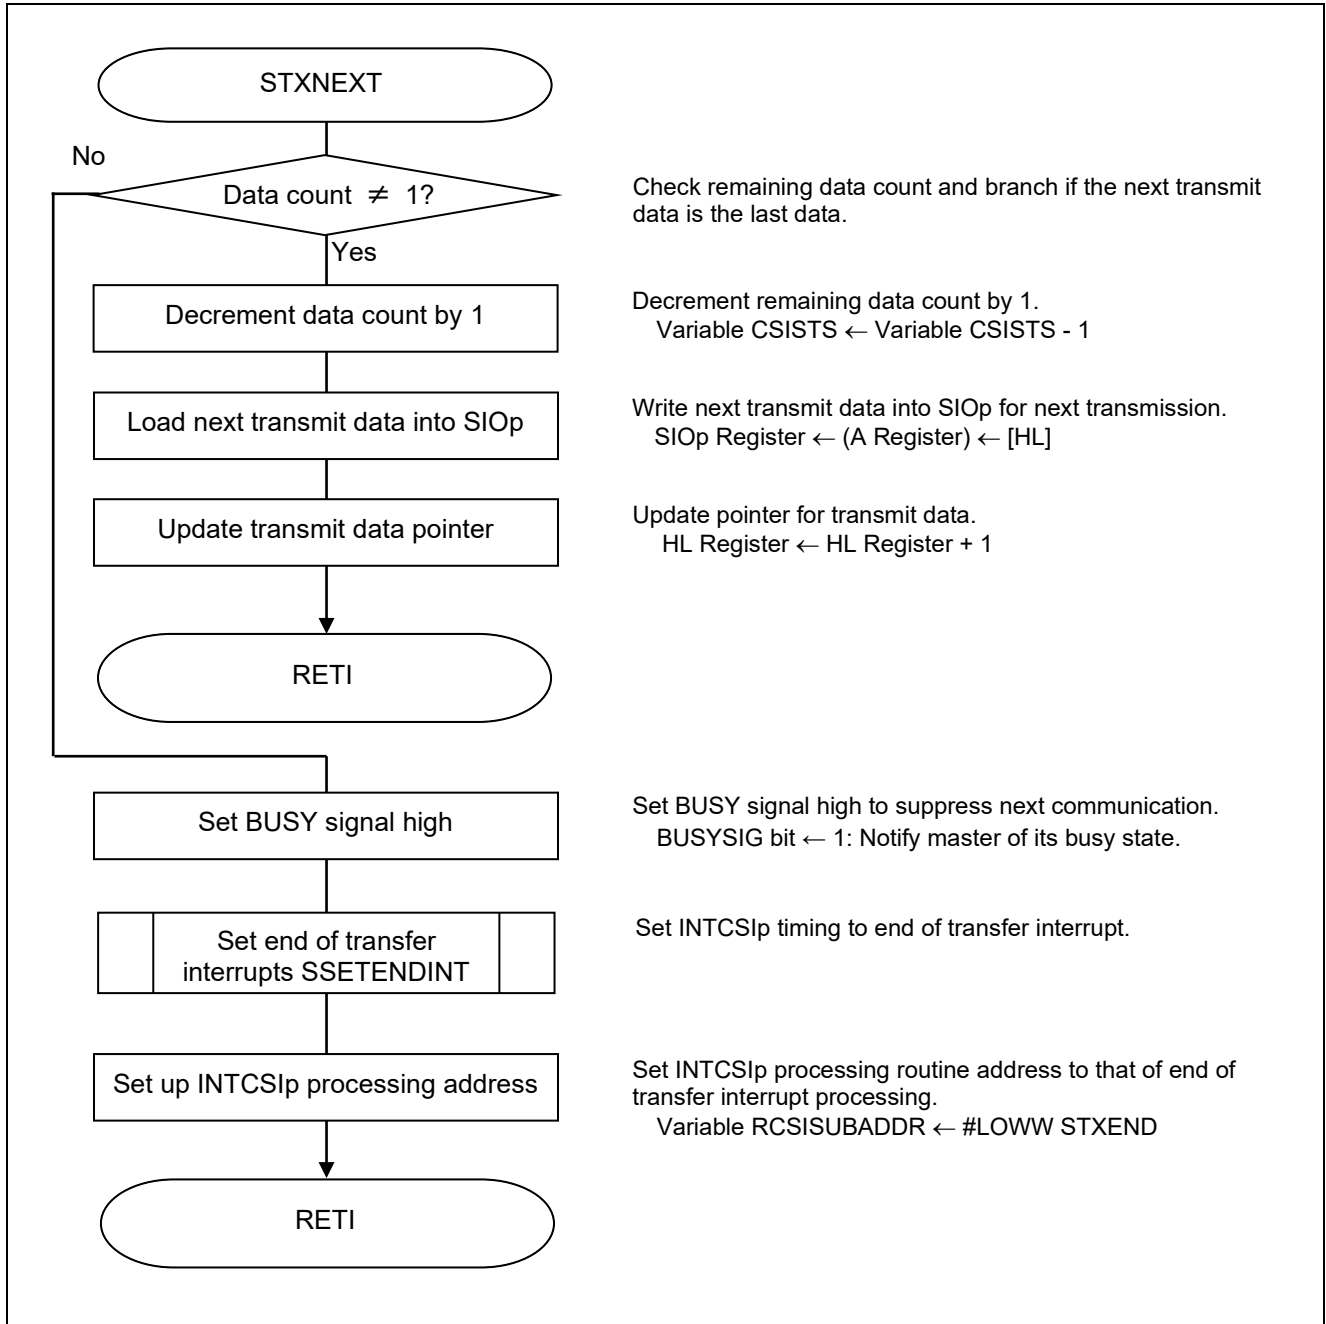 STXNEXT
No
Data count ≠ 1?
Check remaining data count and branch if the next transmit
data is the last data.
Yes
Decrement data count by 1
Decrement remaining data count by 1.
Variable CSISTS ← Variable CSISTS - 1
Load next transmit data into SIOp
Write next transmit data into SIOp for next transmission.
SIOp Register ← (A Register) ← [HL]
Update transmit data pointer
Update pointer for transmit data.
HL Register ← HL Register + 1
RETI
Set BUSY signal high
Set BUSY signal high to suppress next communication.
BUSYSIG bit ← 1: Notify master of its busy state.
Set end of transfer
interrupts SSETENDINT
Set INTCSIp timing to end of transfer interrupt.
Set up INTCSIp processing address
Set INTCSIp processing routine address to that of end of
transfer interrupt processing.
Variable RCSISUBADDR ← #LOWW STXEND
RETI